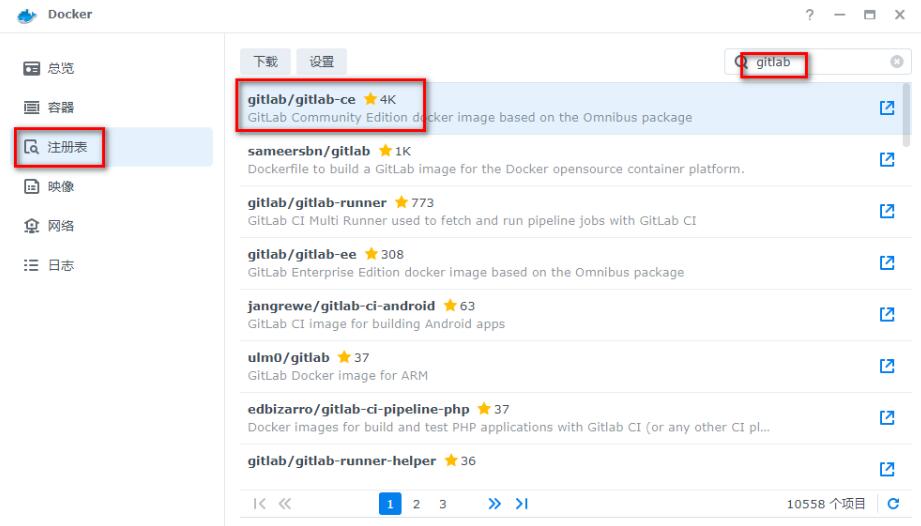 Docker
总览
容器
注册表
映像
网络
日志
下载 设置 gitlab
gitlab/gitlab-ce 4K
GitLab Community Edition docker image based on the Omnibus package
sameersbn/gitlab 1K
Dockerfile to build a GitLab image for the Docker opensource container platform.
gitlab/gitlab-runner 773
GitLab CI Multi Runner used to fetch and run pipeline jobs with GitLab CI
gitlab/gitlab-ee 308
GitLab Enterprise Edition docker image based on the Omnibus package
jangrewe/gitlab-ci-android 63
GitLab CI image for building Android apps
ulm0/gitlab 37
GitLab Docker image for ARM
edbizarro/gitlab-ci-pipeline-php 37
Docker images for build and test PHP applications with Gitlab CI (or any other CI pl...
gitlab/gitlab-runner-helper 36
1 2 3 10558 个项目